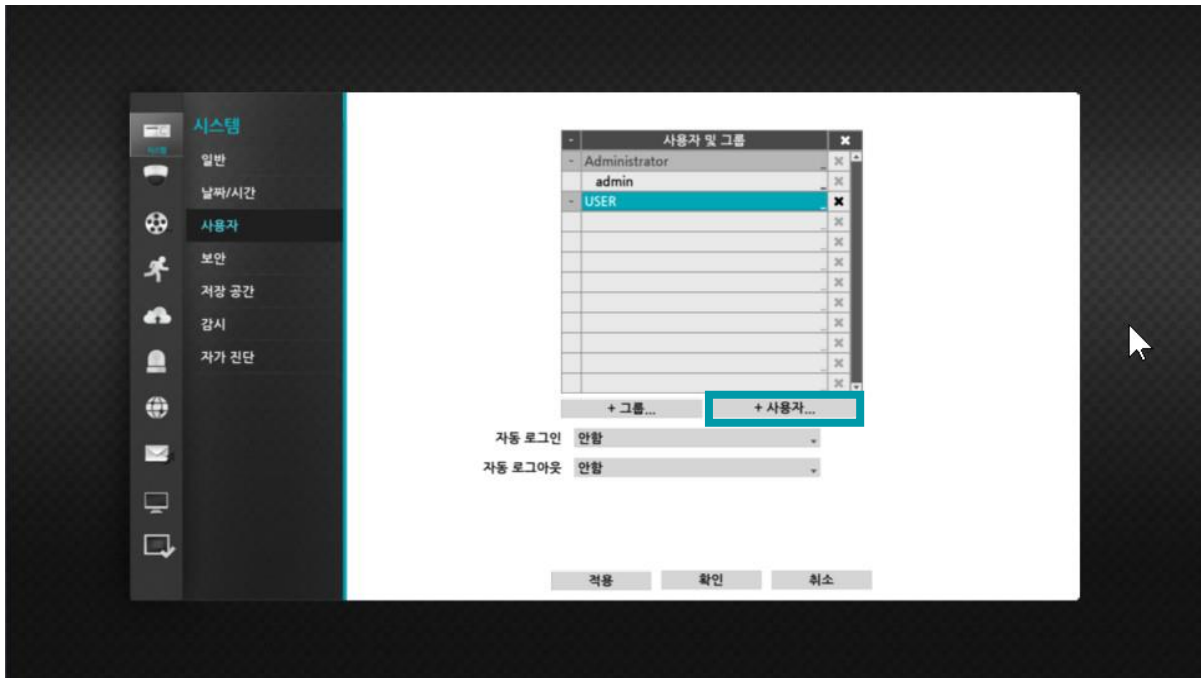 시스템
시스템
일반
날짜/시간
사용자
보안
저장 공간
감시
자가 진단
- 사용자 및 그룹
- Administrator
admin
- USER
+ 그룹...
+ 사용자...
자동 로그인 안함
자동 로그아웃 안함
적용 확인 취소